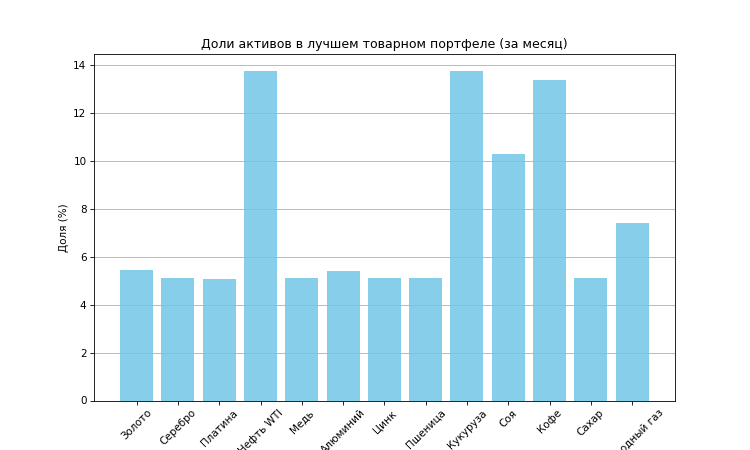 Доли активов в лучшем товарном портфеле (за месяц)
Доля (%)
14
12
10
8
6
4
2
0
Золото
Серебро
Платина
Нефть WTI
Медь
Алюминий
Цинк
Пшеница
Кукуруза
Соя
Кофе
Сахар
газ